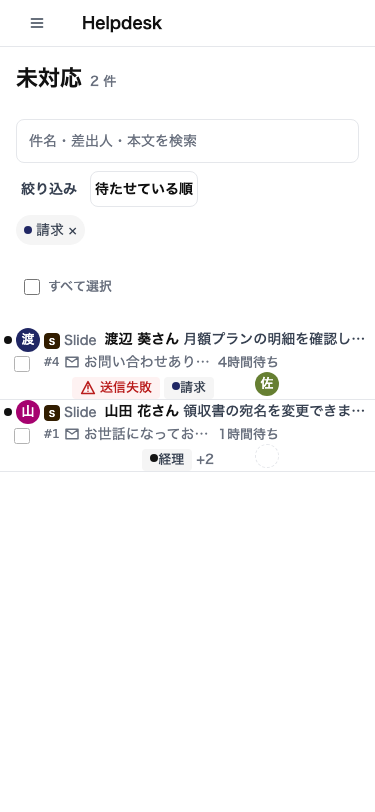 Helpdesk
未対応 2 件
件名・差出人・本文を検索
絞り込み 待たせている順
請求 ×
すべて選択
渡 S Slide 渡辺 葵さん 月額プランの明細を確認し…
#4 お問い合わせあり… 4時間待ち
送信失敗 請求 佐
山 S Slide 山田 花さん 領収書の宛名を変更できま…
#1 お世話になってお… 1時間待ち
経理 +2